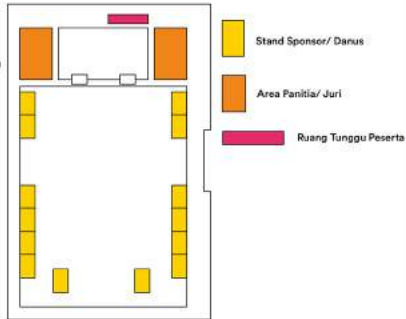 Stand Sponsor/ Danus
Area Panitia/ Juri
Ruang Tunggu Peserta